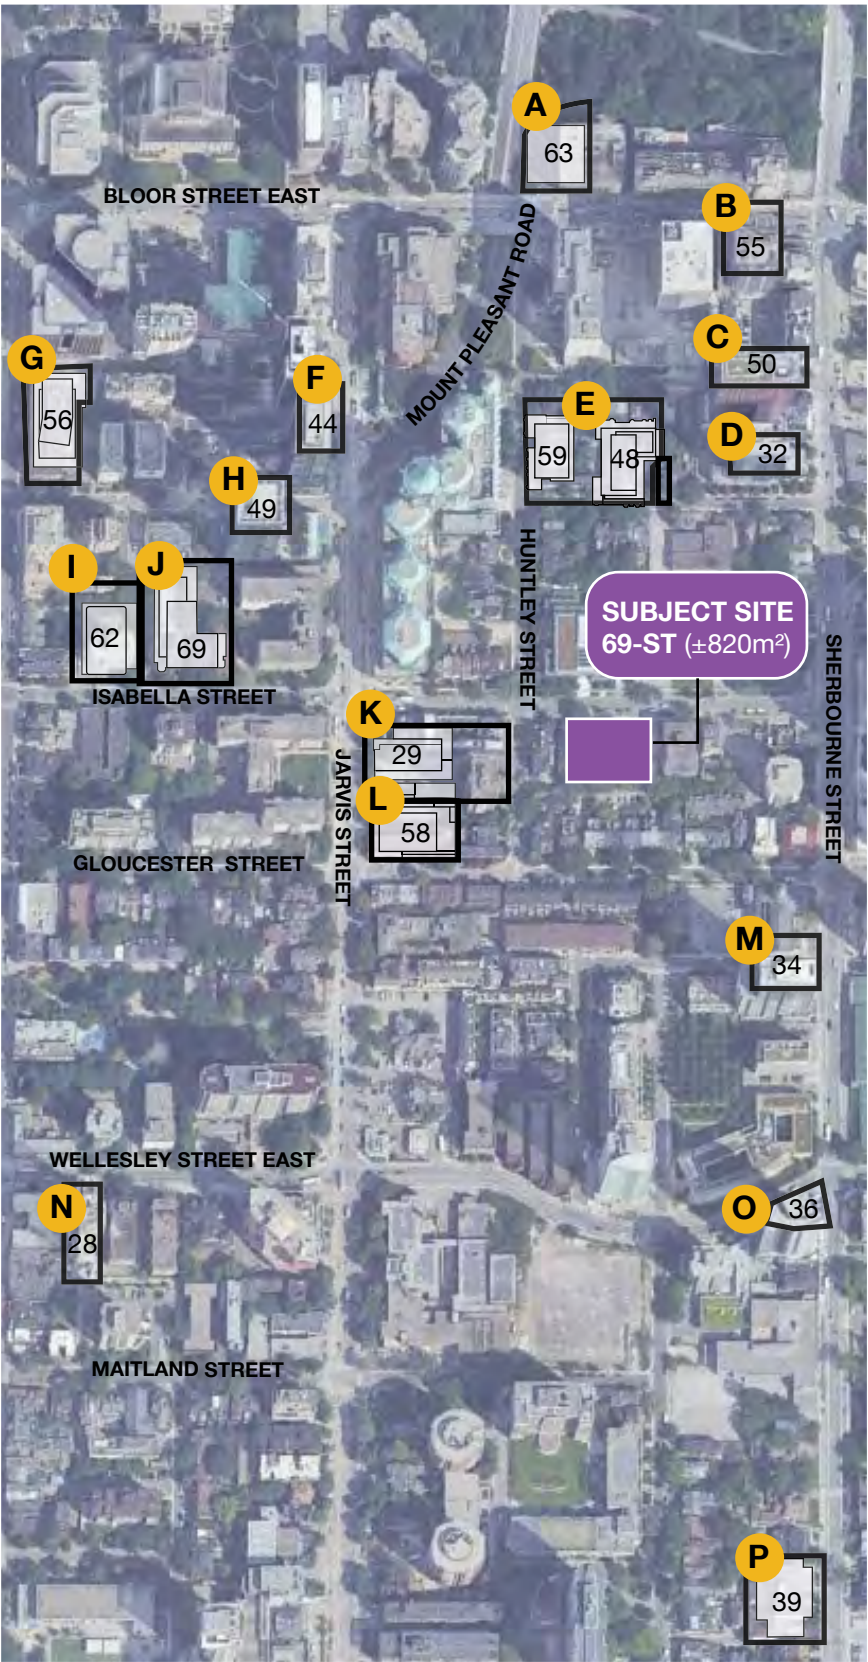 A
63
BLOOR STREET EAST
B
55
MOUNT PLEASANT ROAD
C
50
G
56
F
44
E
59
48
D
32
H
49
HUNTLEY STREET
I
62
J
69
SUBJECT SITE
69-ST (±820m²)
SHERBOURNE STREET
ISABELLA STREET
K
29
JARVIS STREET
L
58
GLOUCESTER STREET
M
34
WELLESLEY STREET EAST
N
28
O
36
MAITLAND STREET
P
39